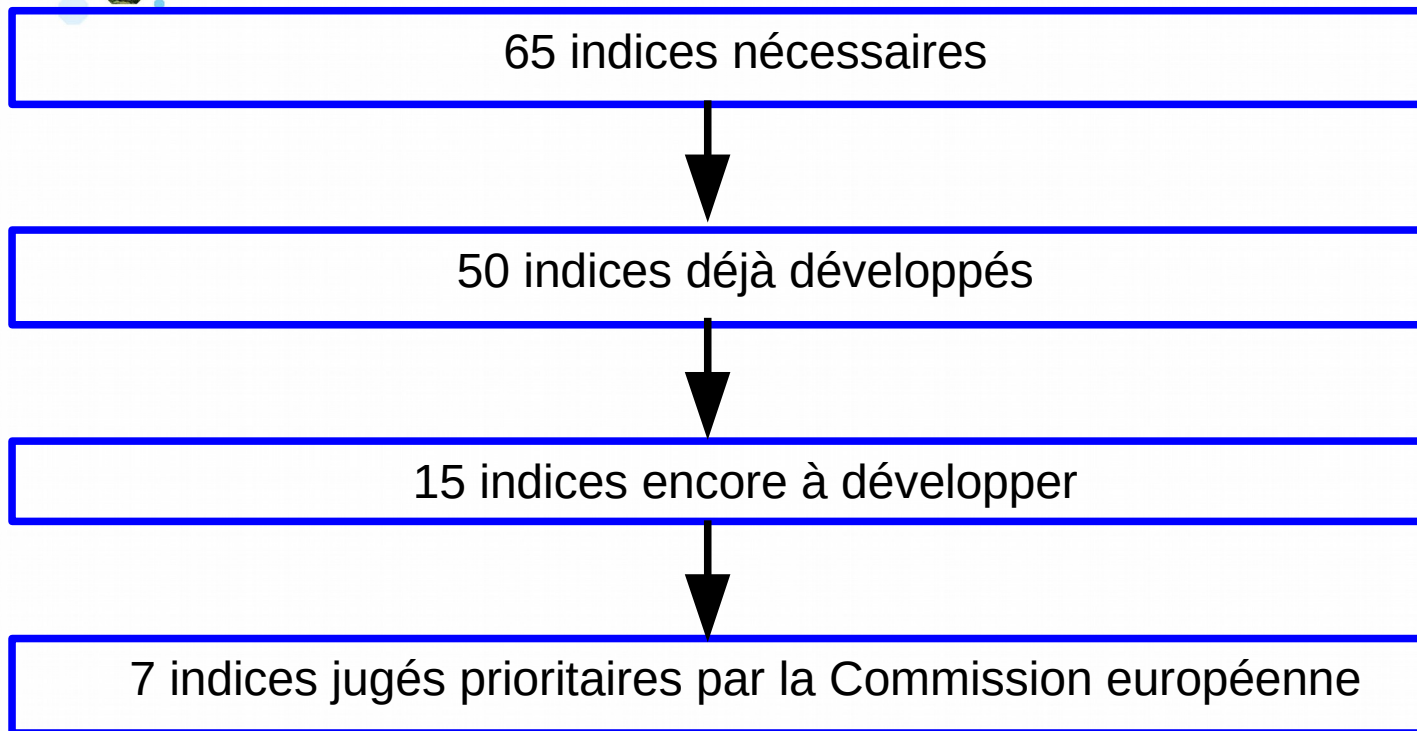 65 indices nécessaires
50 indices déjà développés
15 indices encore à développer
7 indices jugés prioritaires par la Commission européenne